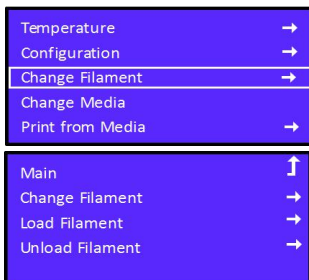 Temperature →
Configuration →
Change Filament →
Change Media
Print from Media →
Main ↥
Change Filament →
Load Filament →
Unload Filament →